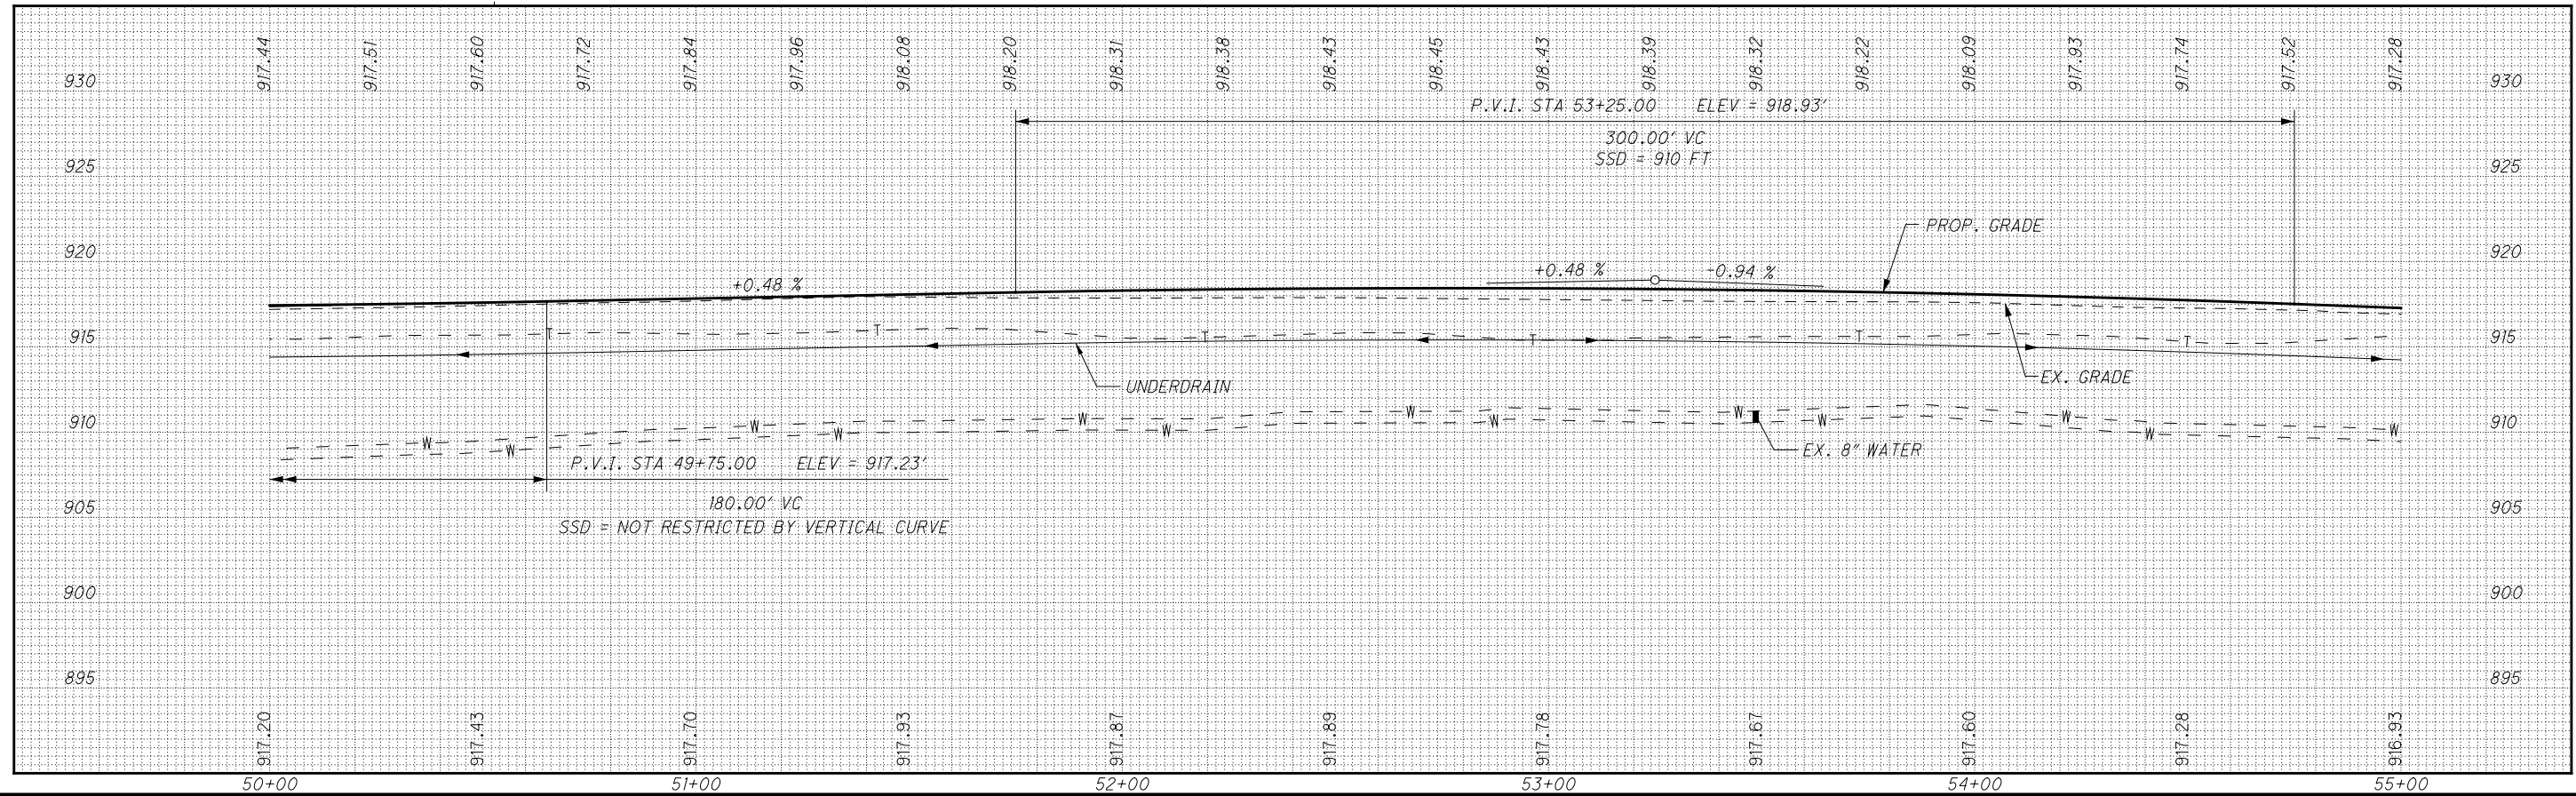 917.44 917.51 917.60 917.72 917.84 917.96 918.08 918.20 918.31 918.38 918.43 918.45 918.43 918.39 918.32 918.22 918.09 917.93 917.74 917.52 917.28
930 930
P.V.I. STA 53+25.00 ELEV = 918.93'
300.00' VC
SSD = 910 FT
925 925
PROP. GRADE
920 920
+0.48 % +0.48 % -0.94 %
T T T T T T
915 915
UNDERDRAIN EX. GRADE
W W W W W W W
910 910
W W W W W W
EX. 8" WATER
P.V.I. STA 49+75.00 ELEV = 917.23'
180.00' VC
905 905
SSD = NOT RESTRICTED BY VERTICAL CURVE
900 900
895 895
917.20 917.43 917.70 917.93 917.87 917.89 917.78 917.67 917.60 917.28 916.93
50+00 51+00 52+00 53+00 54+00 55+00